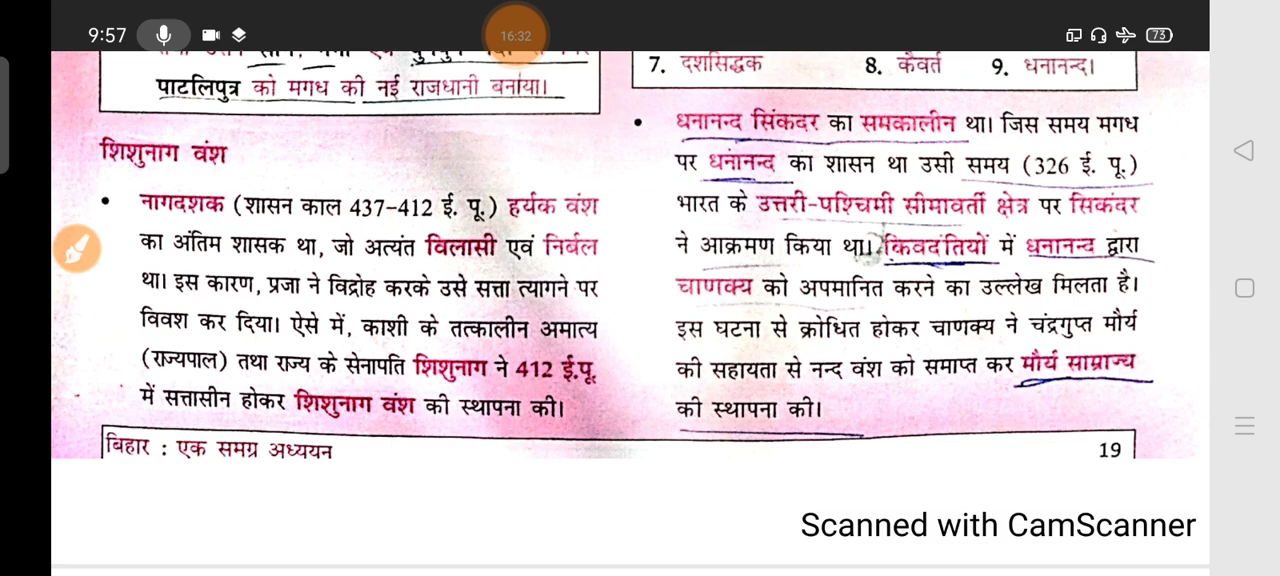 9:57
16:32
73
पाटलिपुत्र को मगध की नई राजधानी बनाया।
शिशुनाग वंश
• नागदशक (शासन काल 437-412 ई. पू.) हर्यक वंश
का अंतिम शासक था, जो अत्यंत विलासी एवं निर्बल
था। इस कारण, प्रजा ने विद्रोह करके उसे सत्ता त्यागने पर
विवश कर दिया। ऐसे में, काशी के तत्कालीन अमात्य
(राज्यपाल) तथा राज्य के सेनापति शिशुनाग ने 412 ई.पू.
में सत्तासीन होकर शिशुनाग वंश की स्थापना की।
7. दशसिद्धक 8. कैवर्त 9. धनानन्द।
• धनानन्द सिंकदर का समकालीन था। जिस समय मगध
पर धनानन्द का शासन था उसी समय (326 ई. पू.)
भारत के उत्तरी-पश्चिमी सीमावर्ती क्षेत्र पर सिकंदर
ने आक्रमण किया था। किवदंतियों में धनानन्द द्वारा
चाणक्य को अपमानित करने का उल्लेख मिलता है।
इस घटना से क्रोधित होकर चाणक्य ने चंद्रगुप्त मौर्य
की सहायता से नन्द वंश को समाप्त कर मौर्य साम्राज्य
की स्थापना की।
बिहार : एक समग्र अध्ययन
19
Scanned with CamScanner